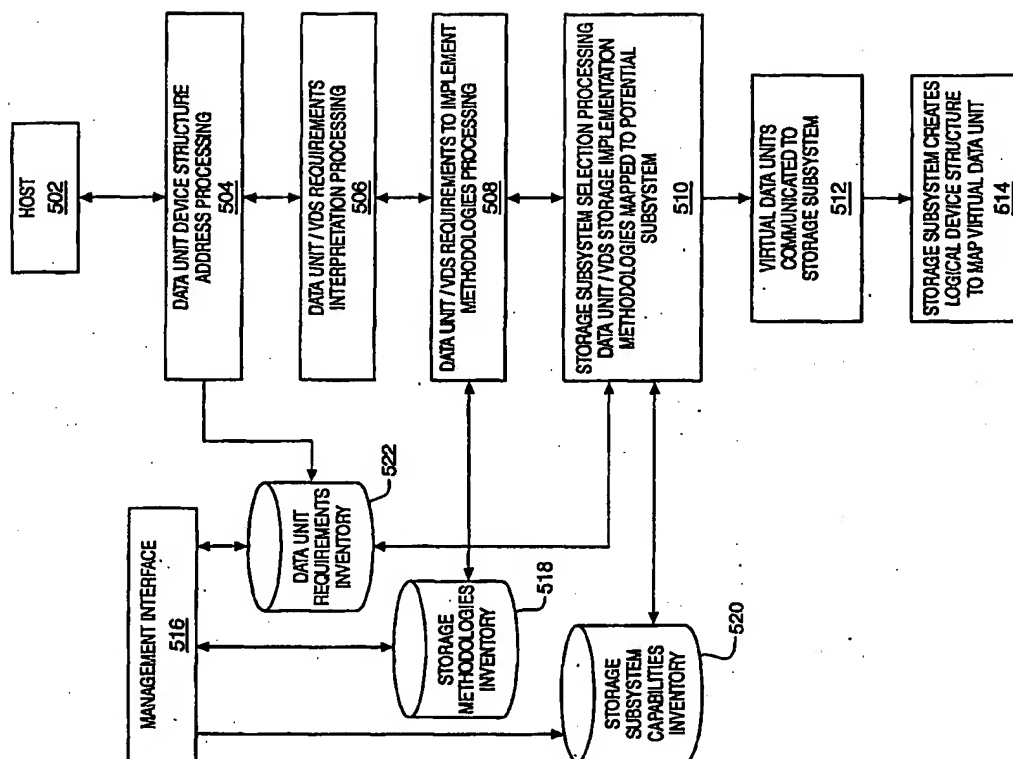 HOST
502
DATA UNIT DEVICE STRUCTURE
ADDRESS PROCESSING
504
DATA UNIT / VDS REQUIREMENTS
INTERPRETATION PROCESSING
506
DATA UNIT / VDS REQUIREMENTS TO IMPLEMENT
METHODOLOGIES PROCESSING
508
STORAGE SUBSYSTEM SELECTION PROCESSING
DATA UNIT / VDS STORAGE IMPLEMENTATION
METHODOLOGIES MAPPED TO POTENTIAL
SUBSYSTEM
510
VIRTUAL DATA UNITS
COMMUNICATED TO
STORAGE SUBSYSTEM
512
STORAGE SUBSYSTEM CREATES
LOGICAL DEVICE STRUCTURE
TO MAP VIRTUAL DATA UNIT
514
MANAGEMENT INTERFACE
516
DATA UNIT
REQUIREMENTS
INVENTORY
522
STORAGE
METHODOLOGIES
INVENTORY
518
STORAGE
SUBSYSTEM
CAPABILITIES
INVENTORY
520